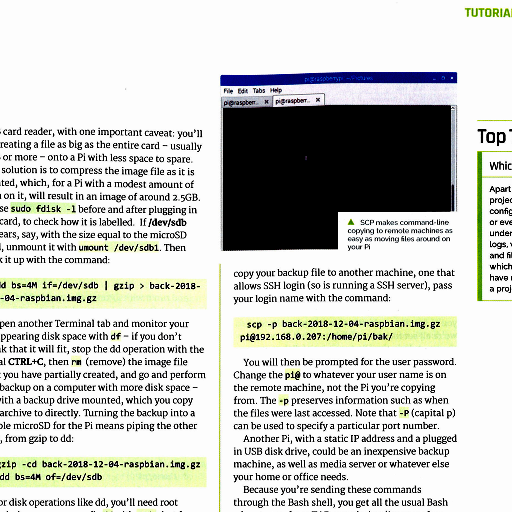 TUTORIAL
card reader, with one important caveat: you'll
reating a file as big as the entire card – usually
or more – onto a Pi with less space to spare.
solution is to compress the image file as it is
ted, which, for a Pi with a modest amount of
on it, will result in an image of around 2.5GB.
se sudo fdisk -l before and after plugging in
card, to check how it is labelled. If /dev/sdb
ears, say, with the size equal to the microSD
, unmount it with umount /dev/sdb1. Then
k it up with the command:
dd bs=4M if=/dev/sdb | gzip > back-2018-
-04-raspbian.img.gz
pen another Terminal tab and monitor your
appearing disk space with df – if you don't
nk that it will fit, stop the dd operation with the
al CTRL+C, then rm (remove) the image file
you have partially created, and go and perform
backup on a computer with more disk space –
with a backup drive mounted, which you copy
archive to directly. Turning the backup into a
ble microSD for the Pi means piping the other
, from gzip to dd:
gzip -cd back-2018-12-04-raspbian.img.gz
dd bs=4M of=/dev/sdb
or disk operations like dd, you'll need root
File Edit Tabs Help
pi@raspberr.. ×
pi@raspberr.. ×
SCP makes command-line
copying to remote machines as
easy as moving files around on
your Pi
copy your backup file to another machine, one that
allows SSH login (so is running a SSH server), pass
your login name with the command:
scp -p back-2018-12-04-raspbian.img.gz
pi@192.168.0.207:/home/pi/bak/
You will then be prompted for the user password.
Change the pi@ to whatever your user name is on
the remote machine, not the Pi you're copying
from. The -p preserves information such as when
the files were last accessed. Note that -P (capital p)
can be used to specify a particular port number.
Another Pi, with a static IP address and a plugged
in USB disk drive, could be an inexpensive backup
machine, as well as media server or whatever else
your home or office needs.
Because you're sending these commands
through the Bash shell, you get all the usual Bash
Top T
Whic
Apart
projec
config
or eve
under
logs, v
and fil
which
have r
a proj